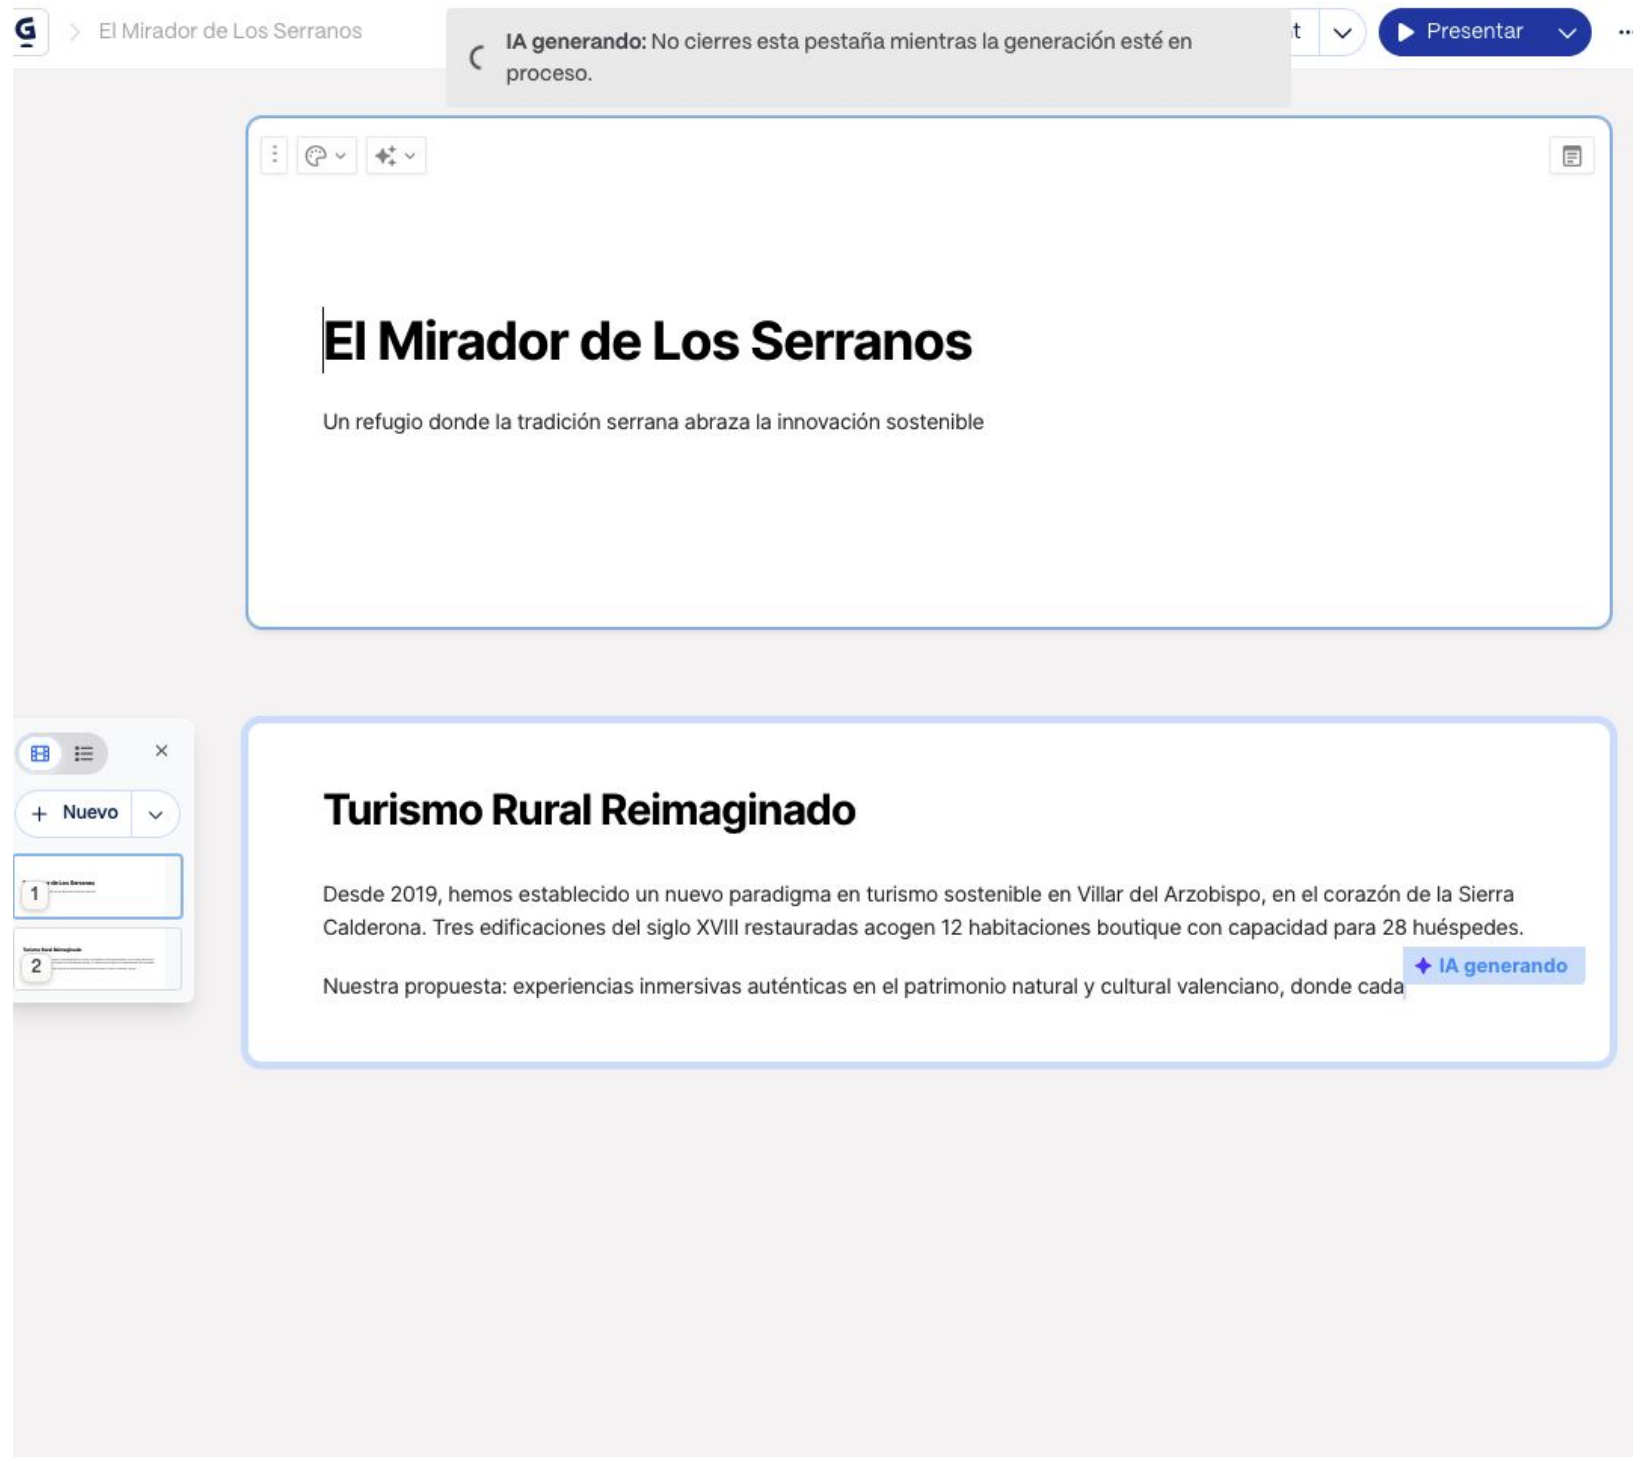 G
El Mirador de Los Serranos
IA generando: No cierres esta pestaña mientras la generación esté en
proceso.
t
Presentar
El Mirador de Los Serranos
Un refugio donde la tradición serrana abraza la innovación sostenible
Nuevo
1
2
Turismo Rural Reimaginado
Desde 2019, hemos establecido un nuevo paradigma en turismo sostenible en Villar del Arzobispo, en el corazón de la Sierra
Calderona. Tres edificaciones del siglo XVIII restauradas acogen 12 habitaciones boutique con capacidad para 28 huéspedes.
IA generando
Nuestra propuesta: experiencias inmersivas auténticas en el patrimonio natural y cultural valenciano, donde cada